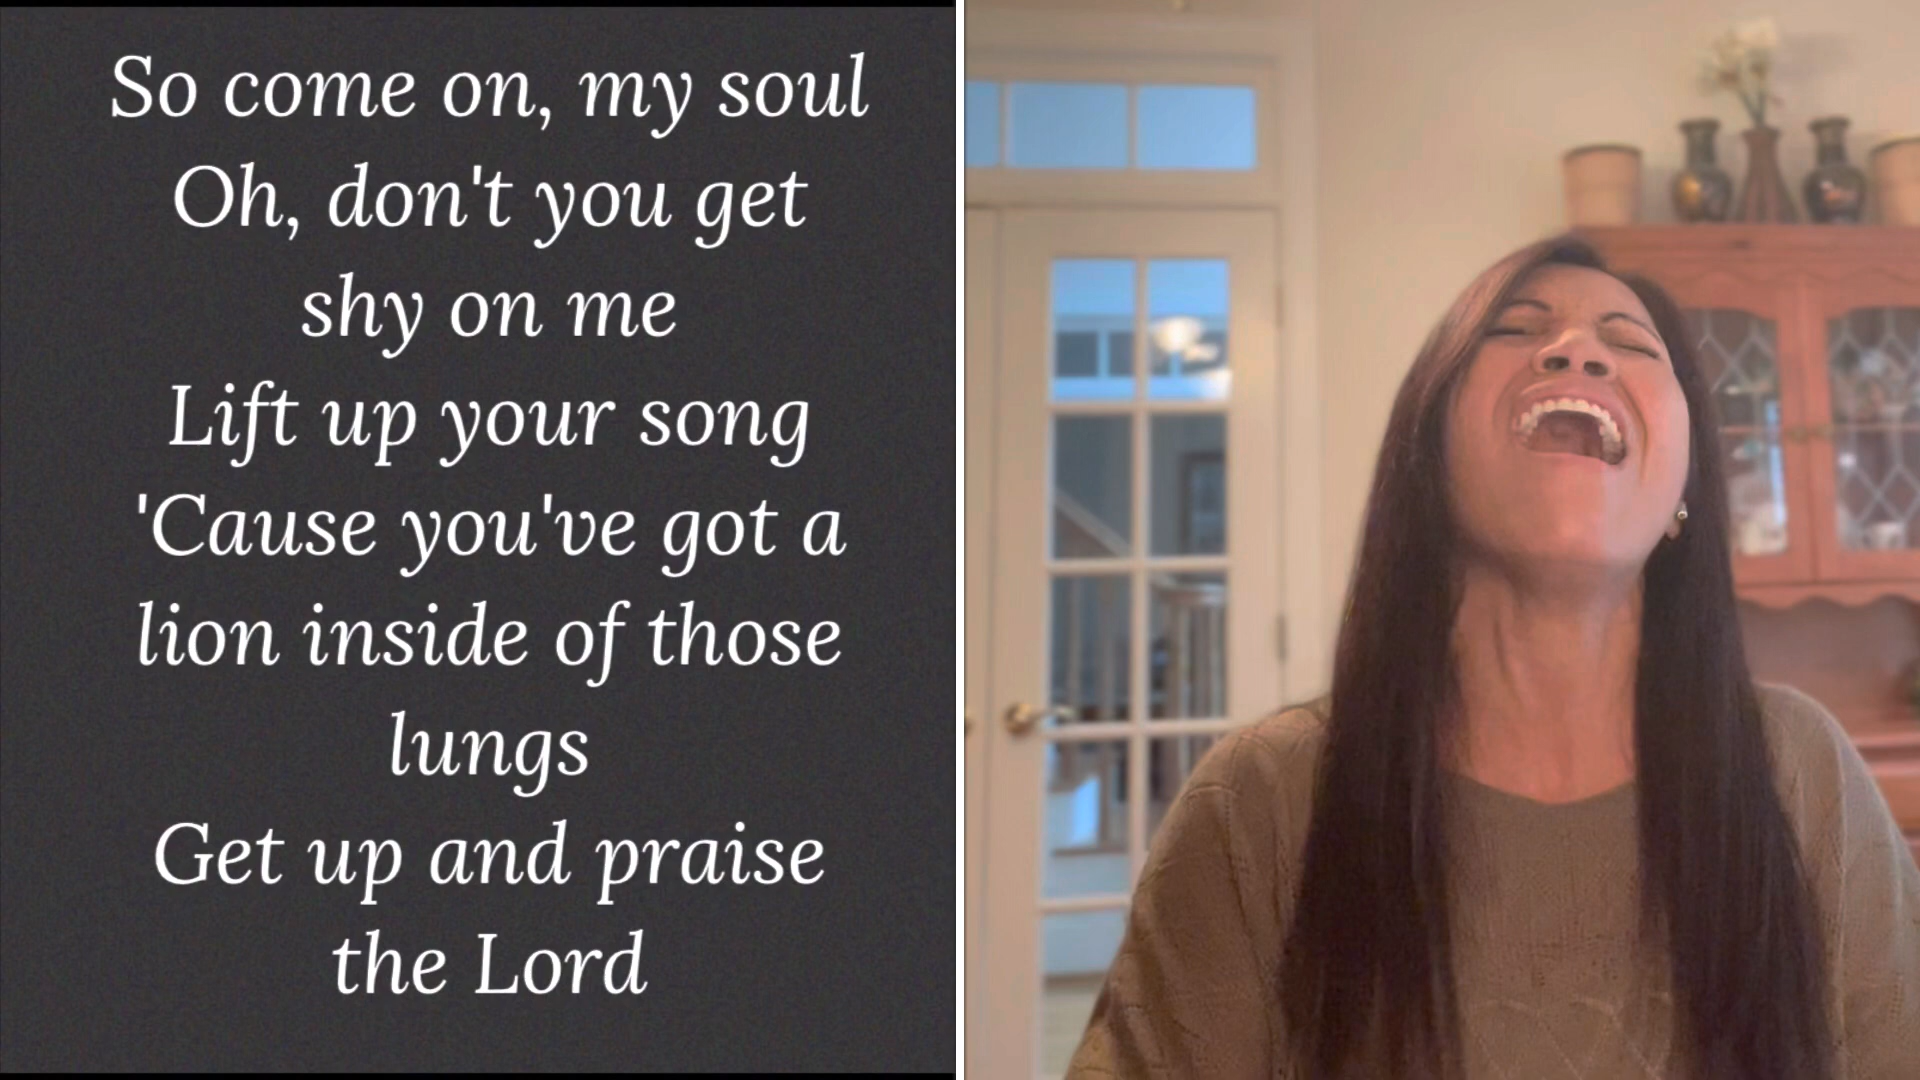 So come on, my soul
Oh, don't you get
shy on me
Lift up your song
'Cause you've got a
lion inside of those
lungs
Get up and praise
the Lord